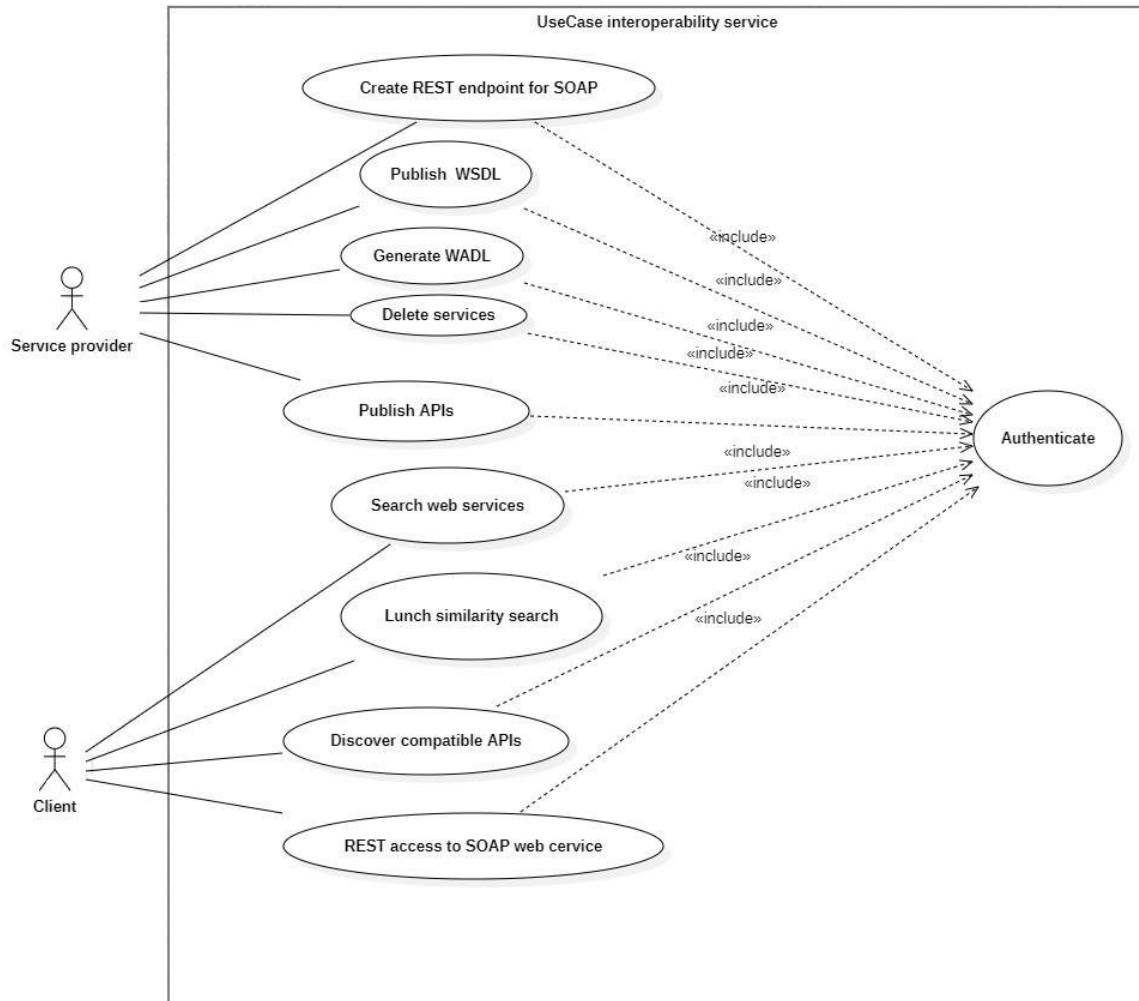 UseCase interoperability service
Create REST endpoint for SOAP
Publish WSDL
«include»
Generate WADL
«include»
Delete services
«include»
Service provider
«include»
«include»
Publish APIs
Authenticate
«include»
Search web services
«include»
«include»
Lunch similarity search
«include»
Discover compatible APIs
Client
REST access to SOAP web cervice